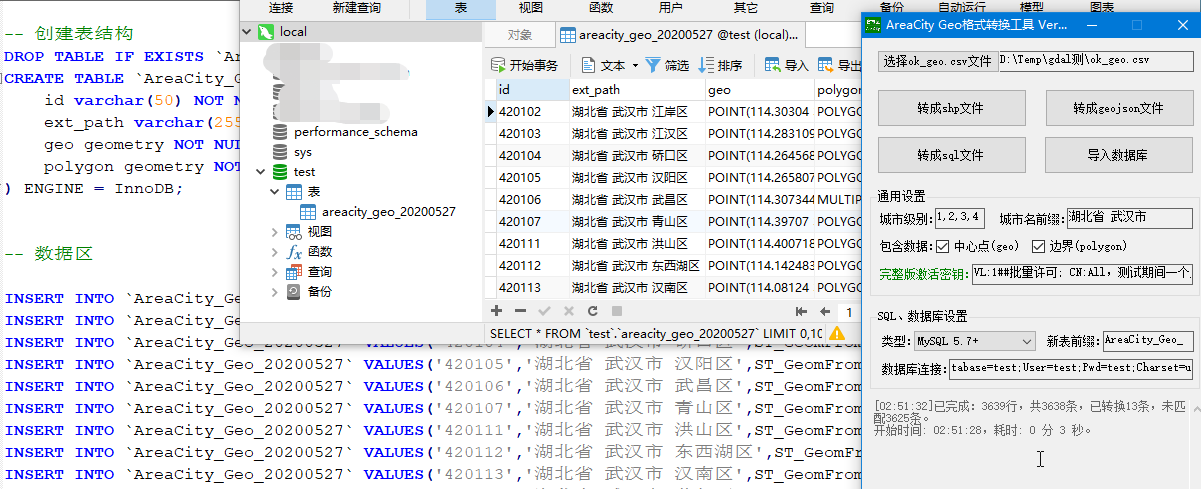 连接 新建查询 表 视图 函数 用户 其它 查询 备份 自动运行 模型 图表
local
performance_schema
sys
test
表
areacity_geo_20200527
视图
函数
查询
备份
对象 areacity_geo_20200527 @test (local)...
开始事务 文本 筛选 排序 导入 导出
id ext_path geo polygon
420102 湖北省 武汉市 江岸区 POINT(114.30304 POLYGO
420103 湖北省 武汉市 江汉区 POINT(114.283109 POLYGO
420104 湖北省 武汉市 硚口区 POINT(114.264568 POLYGO
420105 湖北省 武汉市 汉阳区 POINT(114.265807 POLYGO
420106 湖北省 武汉市 武昌区 POINT(114.307344 MULTIP
420107 湖北省 武汉市 青山区 POINT(114.39707 POLYGO
420111 湖北省 武汉市 洪山区 POINT(114.400718 POLYGO
420112 湖北省 武汉市 东西湖区 POINT(114.142483 POLYGO
420113 湖北省 武汉市 汉南区 POINT(114.08124 POLYGO
1
SELECT * FROM `test`.`areacity_geo_20200527` LIMIT 0,10
-- 创建表结构
DROP TABLE IF EXISTS `Ar
CREATE TABLE `AreaCity_G
id varchar(50) NOT N
ext_path varchar(255
geo geometry NOT NUL
polygon geometry NOT
) ENGINE = InnoDB;
-- 数据区
INSERT INTO `AreaCity_Ge
INSERT INTO `AreaCity_Ge
INSERT INTO `AreaCity_Geo_20200527` VALUES('420104','湖北省 武汉市 硚口区',ST_GeomFrom
INSERT INTO `AreaCity_Geo_20200527` VALUES('420105','湖北省 武汉市 汉阳区',ST_GeomFrom
INSERT INTO `AreaCity_Geo_20200527` VALUES('420106','湖北省 武汉市 武昌区',ST_GeomFrom
INSERT INTO `AreaCity_Geo_20200527` VALUES('420107','湖北省 武汉市 青山区',ST_GeomFrom
INSERT INTO `AreaCity_Geo_20200527` VALUES('420111','湖北省 武汉市 洪山区',ST_GeomFrom
INSERT INTO `AreaCity_Geo_20200527` VALUES('420112','湖北省 武汉市 东西湖区',ST_GeomFrom
INSERT INTO `AreaCity_Geo_20200527` VALUES('420113','湖北省 武汉市 汉南区',ST_GeomFrom
AreaCity Geo格式转换工具 Ver...
选择ok_geo.csv文件 D:\Temp\gdal测\ok_geo.csv
转成shp文件 转成geojson文件
转成sql文件 导入数据库
通用设置
城市级别: 1,2,3,4 城市名前缀: 湖北省 武汉市
包含数据: 中心点(geo) 边界(polygon)
完整版激活密钥: VL:1##批量许可; CN:All, 测试期间一个
SQL、数据库设置
类型: MySQL 5.7+ 新表前缀: AreaCity_Geo_
数据库连接: tabase=test;User=test;Pwd=test;Charset=u
[02:51:32]已完成：3639行，共3638条，已转换13条，未匹
配3625条。
开始时间: 02:51:28，耗时: 0 分 3 秒。